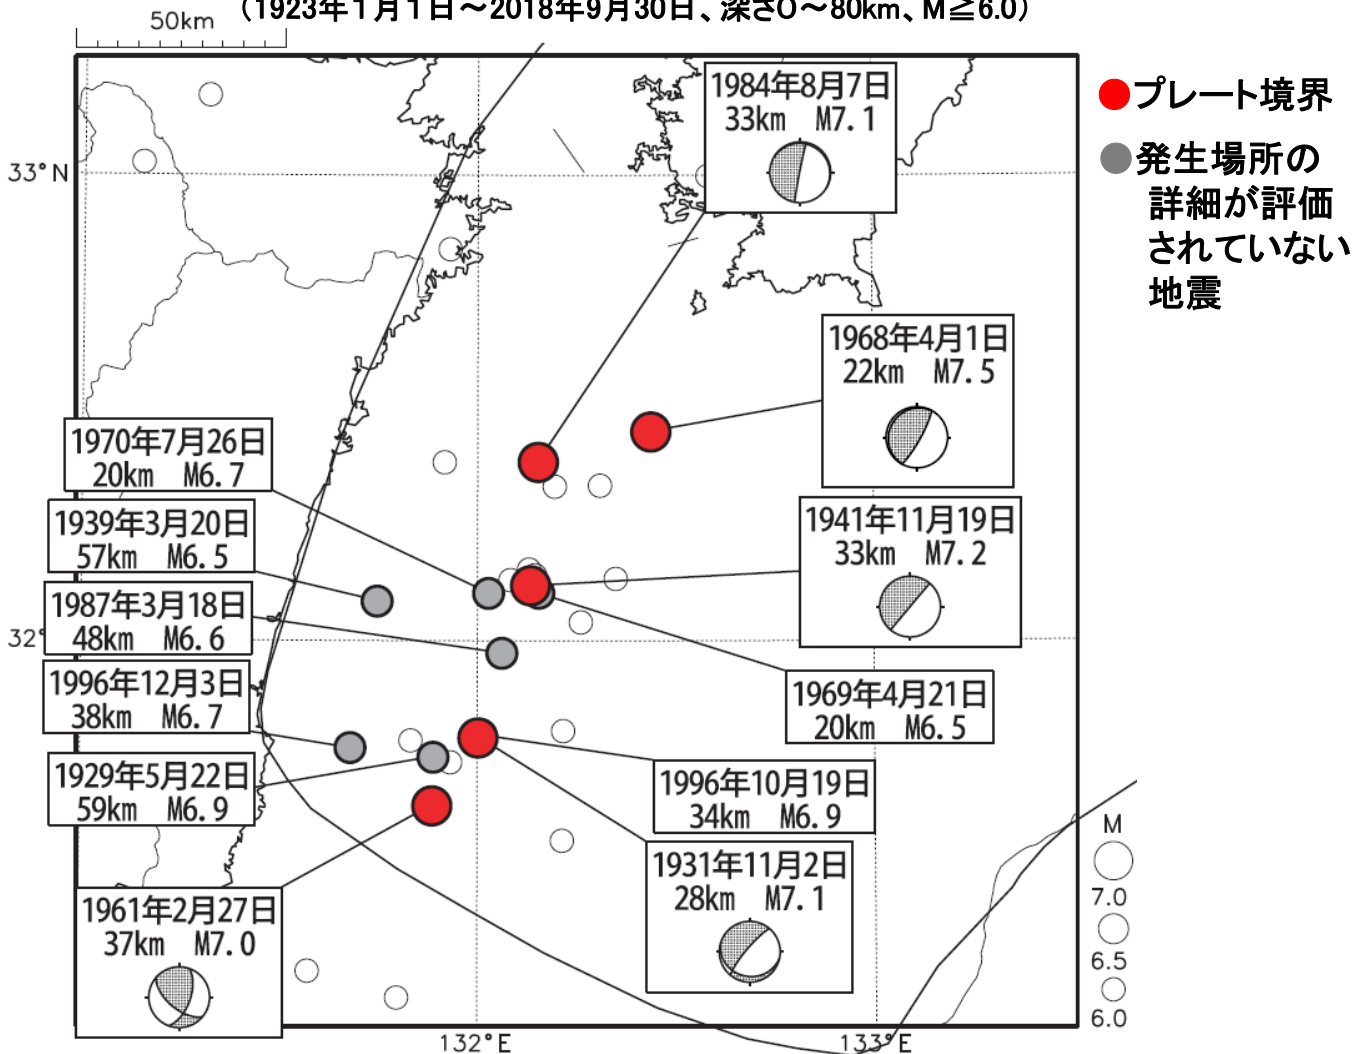 （1923年１月１日～2018年9月30日、深さ0～80km、M≧6.0）
50km
1984年8月7日
33km M7.1
プレート境界
発生場所の
詳細が評価
されていない
地震
33°N
1968年4月1日
22km M7.5
1970年7月26日
20km M6.7
1939年3月20日
57km M6.5
1941年11月19日
33km M7.2
1987年3月18日
48km M6.6
32°
1996年12月3日
38km M6.7
1969年4月21日
20km M6.5
1929年5月22日
59km M6.9
1996年10月19日
34km M6.9
1931年11月2日
28km M7.1
1961年2月27日
37km M7.0
M
7.0
6.5
6.0
132°E
133°E